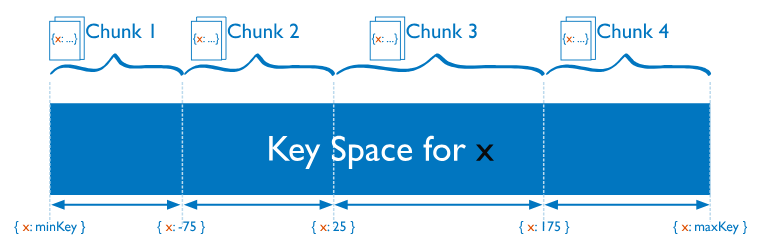 {x: ...} Chunk 1 {x: ...} Chunk 2 {x: ...} Chunk 3 {x: ...} Chunk 4
Key Space for x
{ x: minKey } { x: -75 } { x: 25 } { x: 175 } { x: maxKey }